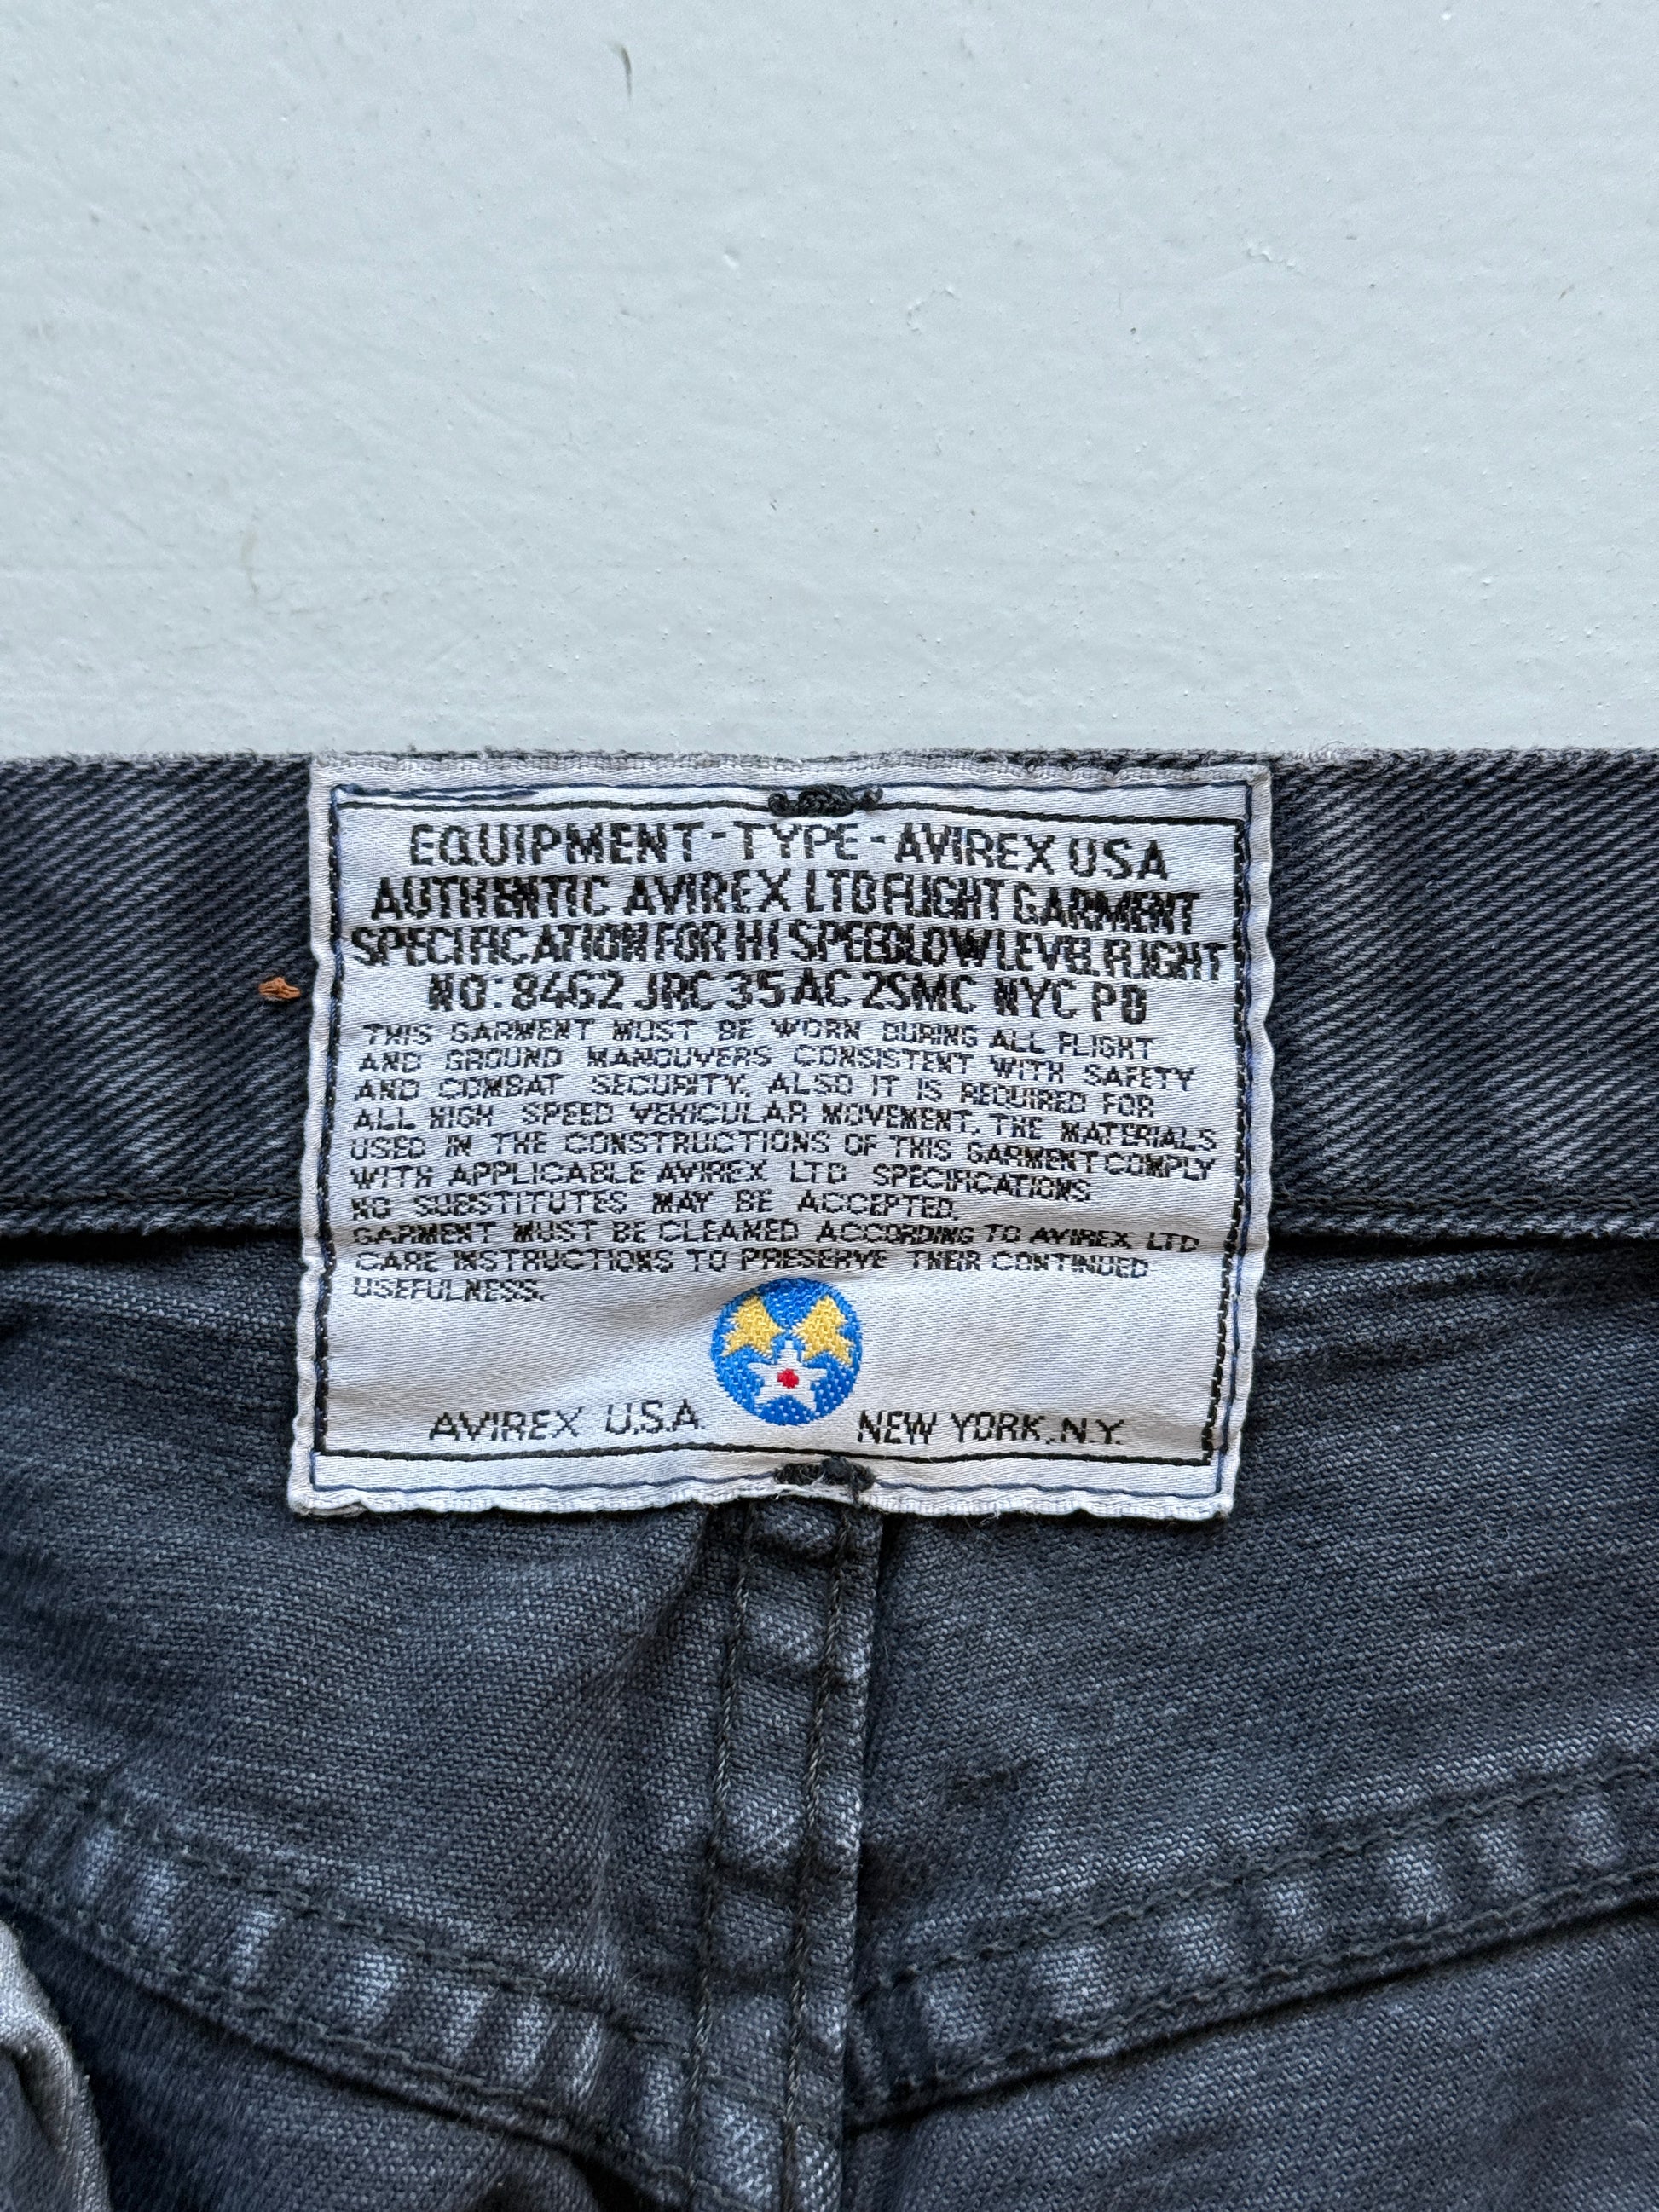 EQUIPMENT-TYPE-AVIREX USA
AUTHENTIC AVIREX LTD FLIGHT GARMENT
SPECIFICATION FOR HI SPEED LOW LEVEL FLIGHT
NO: 8462 JRC 35 AC 2SMC NYC PD
THIS GARMENT MUST BE WORN DURING ALL FLIGHT
AND GROUND MANOUVERS CONSISTENT WITH SAFETY
AND COMBAT SECURITY, ALSO IT IS REQUIRED FOR
ALL HIGH SPEED VEHICULAR MOVEMENT, THE MATERIALS
USED IN THE CONSTRUCTIONS OF THIS GARMENT COMPLY
WITH APPLICABLE AVIREX LTD SPECIFICATIONS
NO SUBSTITUTES MAY BE ACCEPTED.
GARMENT MUST BE CLEANED ACCORDING TO AVIREX LTD
CARE INSTRUCTIONS TO PRESERVE THEIR CONTINUED
USEFULNESS.
AVIREX U.S.A. NEW YORK, N.Y.